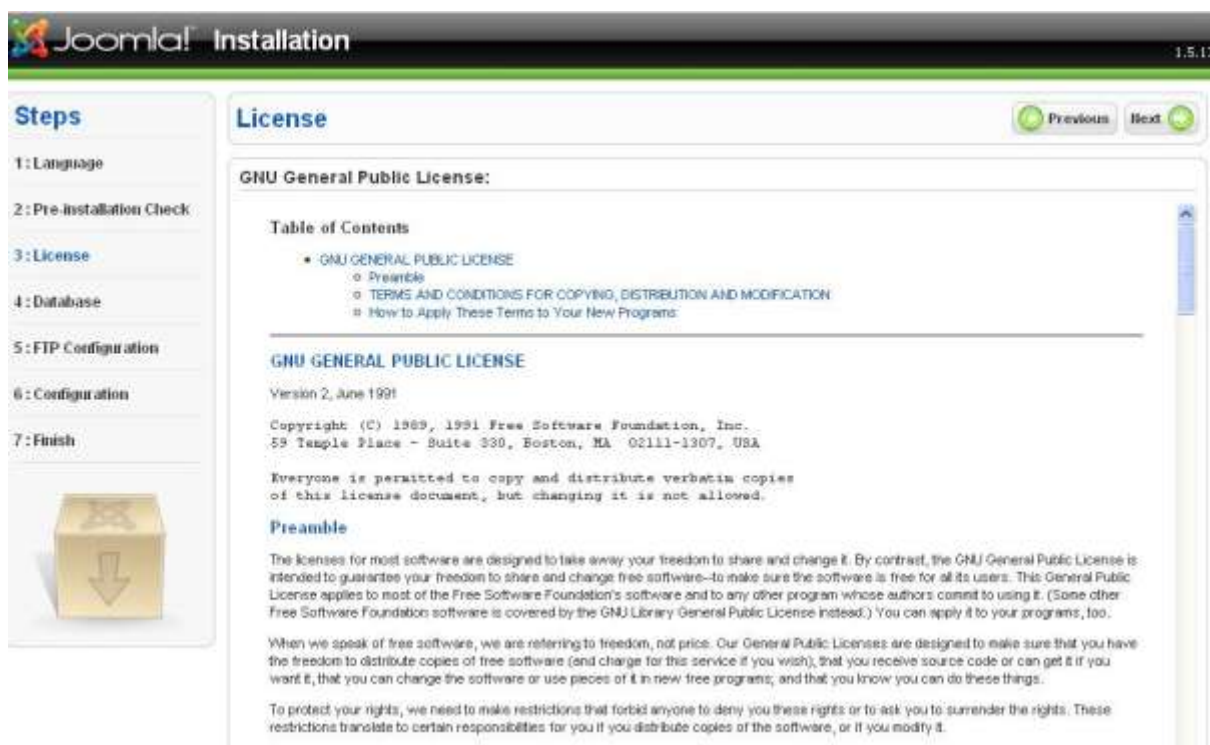 Joomla! Installation
1.5.1
Steps
1 : Language
2 : Pre-installation Check
3 : License
4 : Database
5 : FTP Configuration
6 : Configuration
7 : Finish
License
Previous
Next
GNU General Public License:
Table of Contents
GNU GENERAL PUBLIC LICENSE
Preamble
TERMS AND CONDITIONS FOR COPYING, DISTRIBUTION AND MODIFICATION
How to Apply These Terms to Your New Programs
GNU GENERAL PUBLIC LICENSE
Version 2, June 1991
Copyright (C) 1989, 1991 Free Software Foundation, Inc.
59 Temple Place - Suite 330, Boston, MA 02111-1307, USA
Everyone is permitted to copy and distribute verbatim copies
of this license document, but changing it is not allowed.
Preamble
The licenses for most software are designed to take away your freedom to share and change it. By contrast, the GNU General Public License is
intended to guarantee your freedom to share and change free software--to make sure the software is free for all its users. This General Public
License applies to most of the Free Software Foundation's software and to any other program whose authors commit to using it. (Some other
Free Software Foundation software is covered by the GNU Library General Public License instead.) You can apply it to your programs, too.
When we speak of free software, we are referring to freedom, not price. Our General Public Licenses are designed to make sure that you have
the freedom to distribute copies of free software (and charge for this service if you wish), that you receive source code or can get it if you
want it, that you can change the software or use pieces of it in new free programs; and that you know you can do these things.
To protect your rights, we need to make restrictions that forbid anyone to deny you these rights or to ask you to surrender the rights. These
restrictions translate to certain responsibilities for you if you distribute copies of the software, or if you modify it.